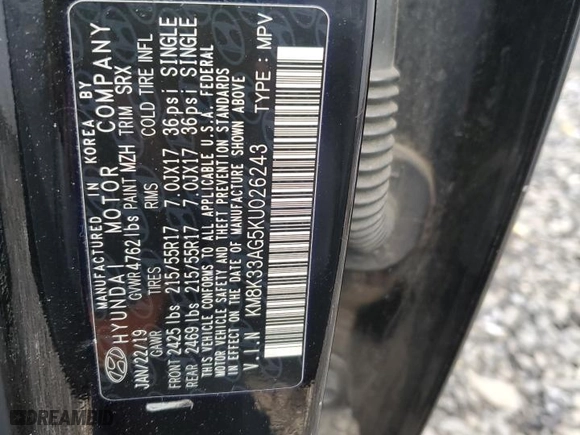 MANUFACTURED IN KOREA BY
HYUNDAI MOTOR COMPANY
JAN/22/19 GVWR 4762 lbs PAINT MZH TRIM SRX
GAWR TIRES RIMS COLD TIRE INFL
FRONT 2425 lbs 215/55R17 7.0JX17 36psi SINGLE
REAR 2469 lbs 215/55R17 7.0JX17 36psi SINGLE
THIS VEHICLE CONFORMS TO ALL APPLICABLE U.S.A. FEDERAL
MOTOR VEHICLE SAFETY AND THEFT PREVENTION STANDARDS
IN EFFECT ON THE DATE OF MANUFACTURE SHOWN ABOVE
V.I.N KM8K33AG5KU026243 TYPE : MPV
DREAMBID